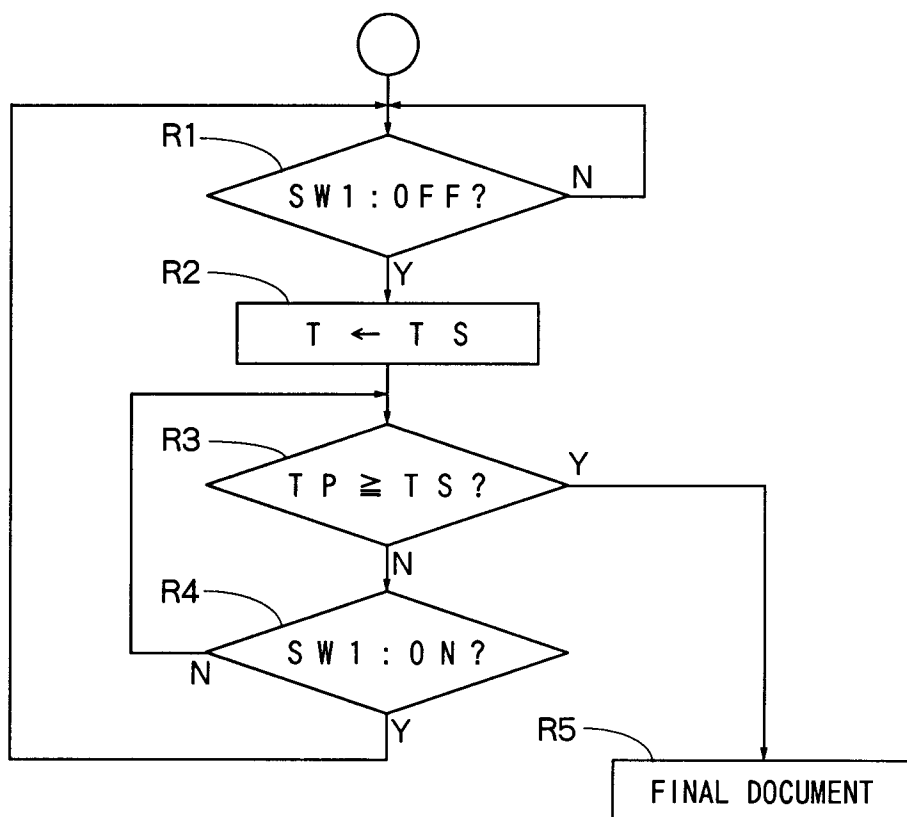 R1
SW1:OFF?
N
Y
R2
T ← TS
R3
TP ≧ TS?
Y
N
R4
SW1:ON?
N
Y
R5
FINAL DOCUMENT